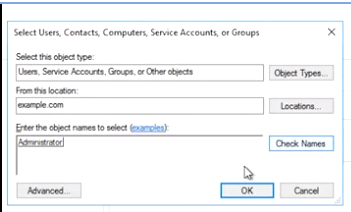 Select Users, Contacts, Computers, Service Accounts, or Groups
Select this object type:
Users, Service Accounts, Groups, or Other objects
Object Types...
From this location:
example.com
Locations...
Enter the object names to select (examples):
Administrator
Check Names
Advanced...
OK
Cancel